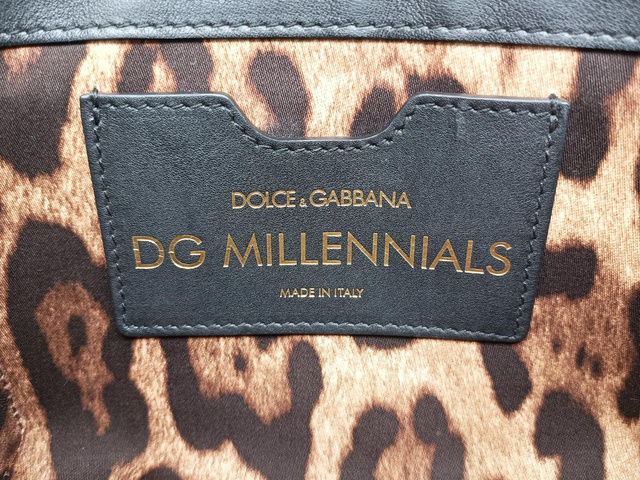 DOLCE & GABBANA
DG MILLENNIALS
MADE IN ITALY